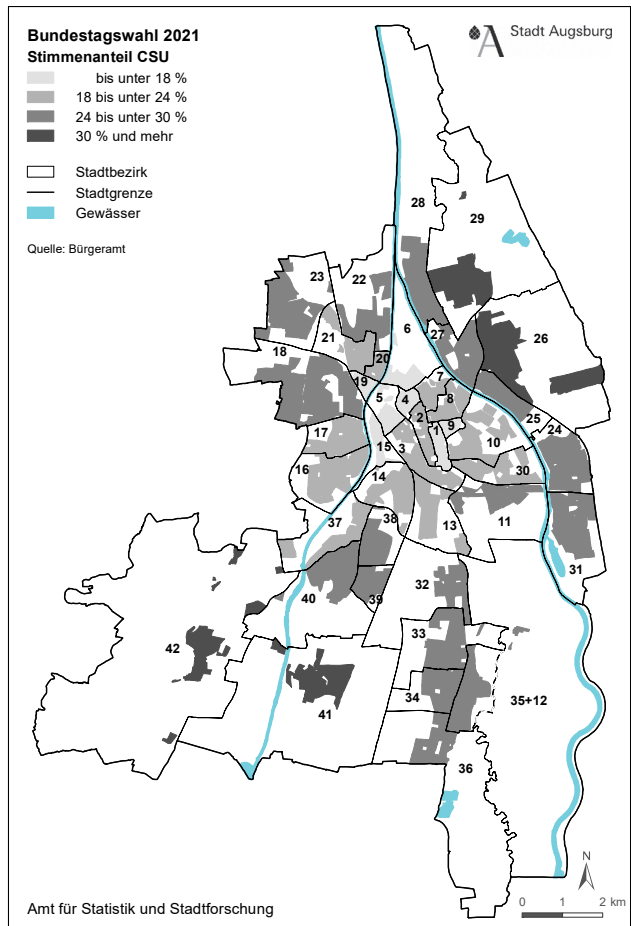 Bundestagswahl 2021
Stimmenanteil CSU
bis unter 18 %
18 bis unter 24 %
24 bis unter 30 %
30 % und mehr
Stadtbezirk
Stadtgrenze
Gewässer
Quelle: Bürgeramt
Stadt Augsburg
28
29
23
22
6
27
26
21
18
20
19
7
5
4
8
2
25
24
17
1
9
10
15
3
16
14
30
37
38
13
11
31
32
40
39
33
42
34
35+12
41
36
N
0 1 2 km
Amt für Statistik und Stadtforschung